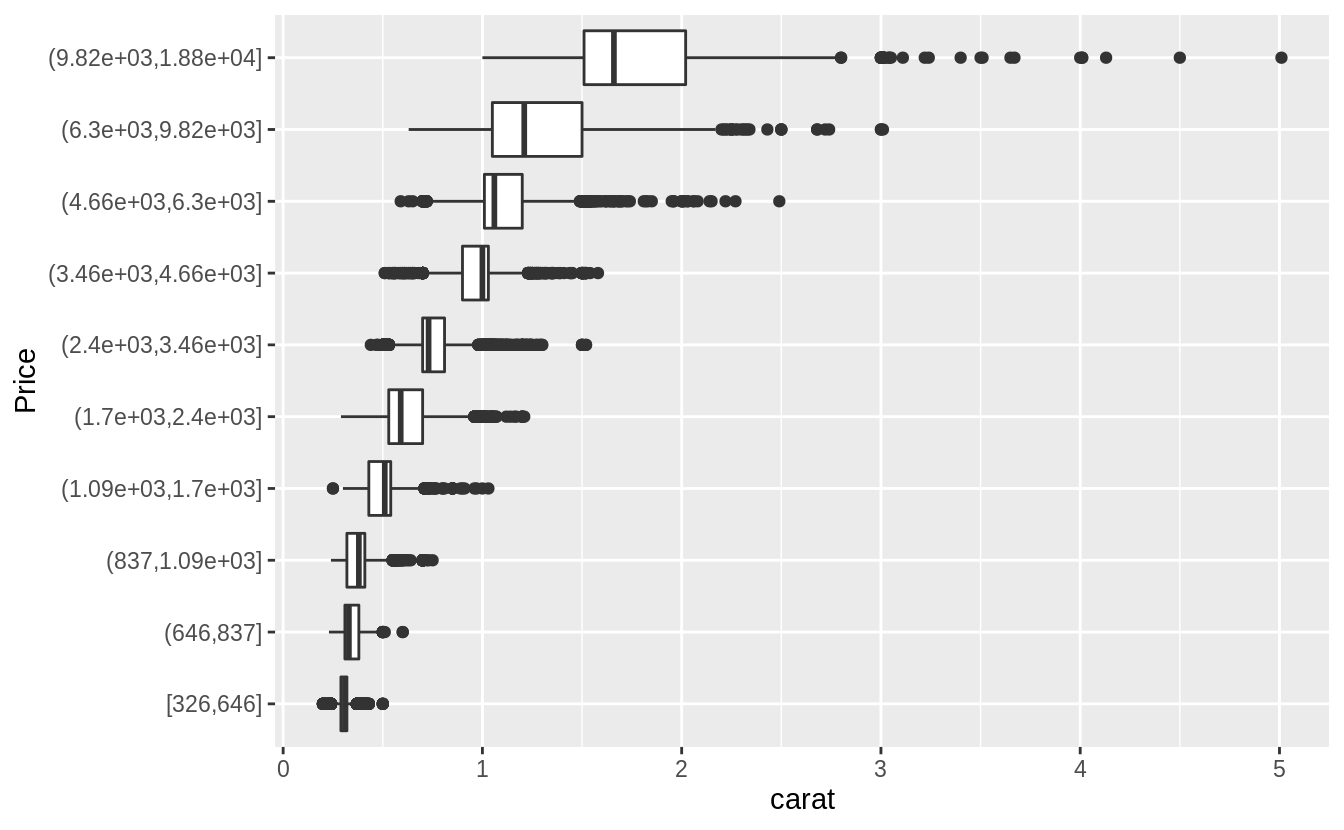 (9.82e+03,1.88e+04]
(6.3e+03,9.82e+03]
(4.66e+03,6.3e+03]
(3.46e+03,4.66e+03]
(2.4e+03,3.46e+03]
(1.7e+03,2.4e+03]
(1.09e+03,1.7e+03]
(837,1.09e+03]
(646,837]
[326,646]
Price
0 1 2 3 4 5
carat